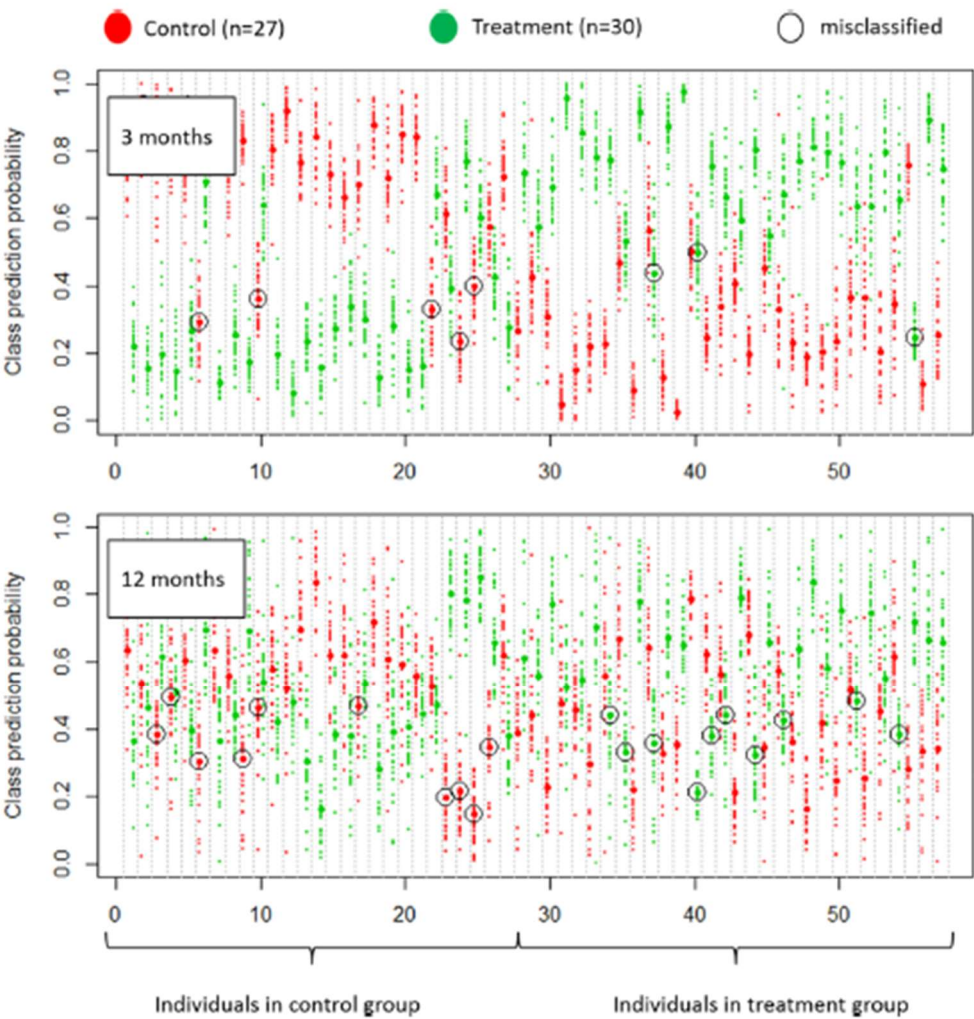 Control (n=27) Treatment (n=30) misclassified
Class prediction probability
1.0
0.8
0.6
0.4
0.2
0.0
3 months
0 10 20 30 40 50
Class prediction probability
1.0
0.8
0.6
0.4
0.2
0.0
12 months
0 10 20 30 40 50
Individuals in control group Individuals in treatment group